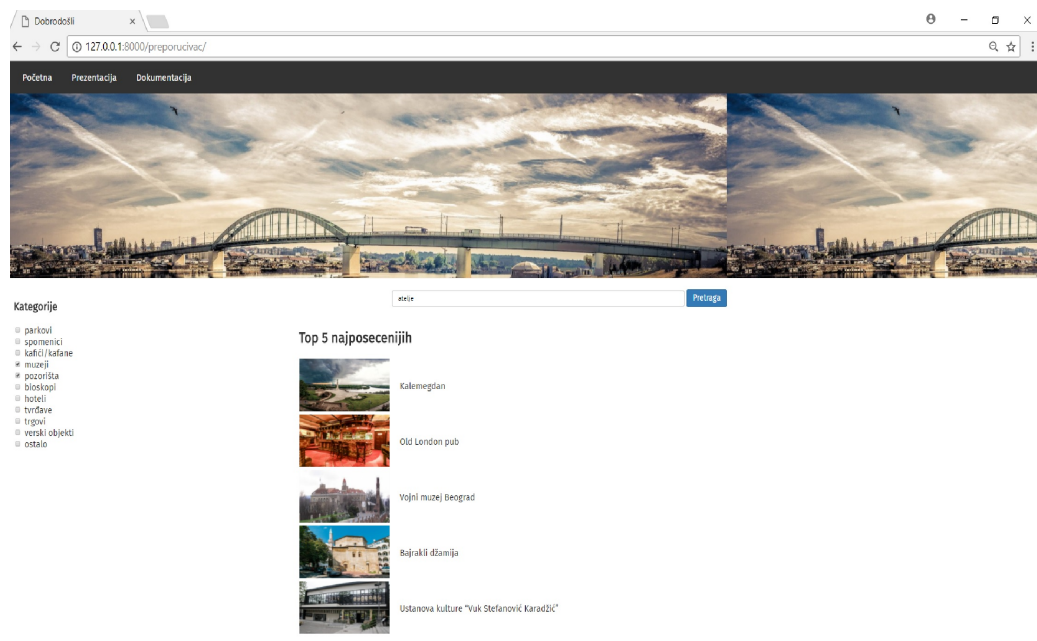 Dobrodošli
127.0.0.1:8000/preporucivac/
Početna Prezentacija Dokumentacija
atelje Pretraga
Kategorije
parkovi
spomenici
kafići/kafane
muzeji
pozorišta
bioskopi
hoteli
tvrđave
trgovi
verski objekti
ostalo
Top 5 najposecenijih
Kalemegdan
Old London pub
Vojni muzej Beograd
Bajrakli džamija
Ustanova kulture "Vuk Stefanović Karadžić"